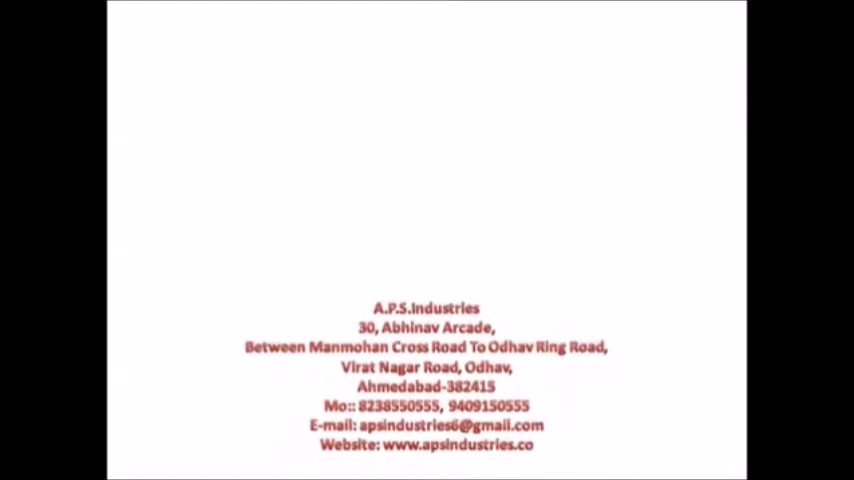 A.P.S.Industries
30, Abhinav Arcade,
Between Manmohan Cross Road To Odhav Ring Road,
Virat Nagar Road, Odhav,
Ahmedabad-382415
Mo:: 8238550555, 9409150555
E-mail: apsindustries6@gmail.com
Website: www.apsindustries.co